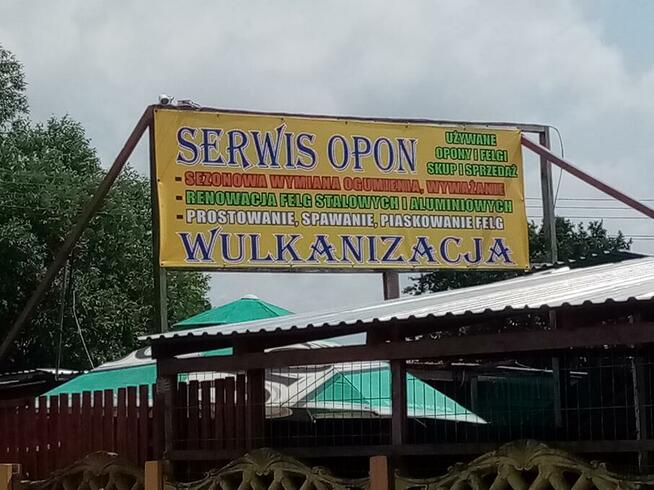 SERWIS OPON
UŻYWANE
OPONY I FELGI
SKUP I SPRZEDAŻ
- SEZONOWA WYMIANA OGUMIENIA, WYWAŻANIE
- RENOWACJA FELG STALOWYCH I ALUMINIOWYCH
- PROSTOWANIE, SPAWANIE, PIASKOWANIE FELG
WULKANIZACJA